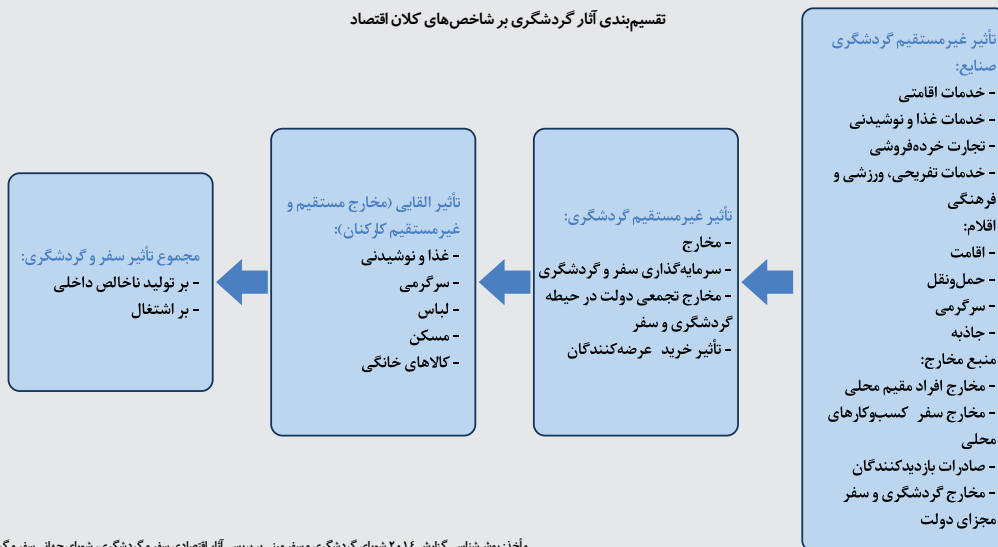 تقسیم‌بندی آثار گردشگری بر شاخص‌های کلان اقتصاد
تأثیر غیرمستقیم گردشگری
صنایع:
- خدمات اقامتی
- خدمات غذا و نوشیدنی
- تجارت خرده‌فروشی
- خدمات تفریحی، ورزشی و
فرهنگی
اقلام:
- اقامت
- حمل‌ونقل
- سرگرمی
- جاذبه
منبع مخارج:
- مخارج افراد مقیم محلی
- مخارج سفر کسب‌وکارهای
محلی
- صادرات بازدیدکنندگان
- مخارج گردشگری و سفر
مجزای دولت
تأثیر غیرمستقیم گردشگری:
- مخارج
- سرمایه‌گذاری سفر و گردشگری
- مخارج تجمعی دولت در حیطه
گردشگری و سفر
- تأثیر خرید عرضه‌کنندگان
تأثیر القایی (مخارج مستقیم و
غیرمستقیم کارکنان):
- غذا و نوشیدنی
- سرگرمی
- لباس
- مسکن
- کالاهای خانگی
مجموع تأثیر سفر و گردشگری:
- بر تولید ناخالص داخلی
- بر اشتغال